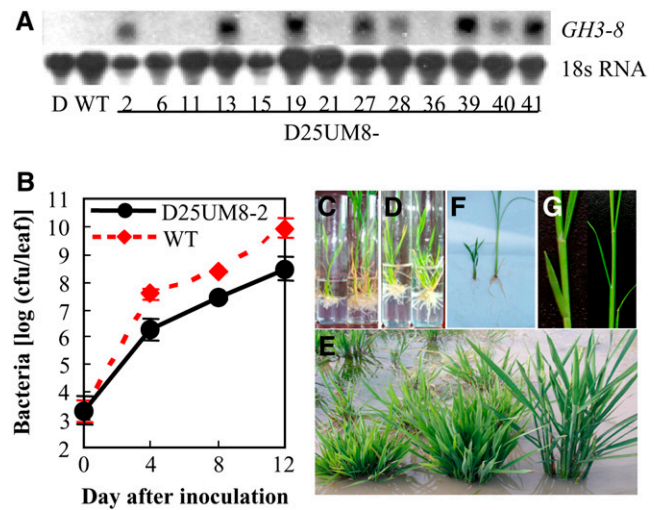 A
GH3-8
18s RNA
D WT 2 6 11 13 15 19 21 27 28 36 39 40 41
D25UM8-
B
11
10
9
8
7
6
5
4
3
2
Bacteria [log (cfu/leaf)]
D25UM8-2
WT
0 4 8 12
Day after inoculation
C D F G
E